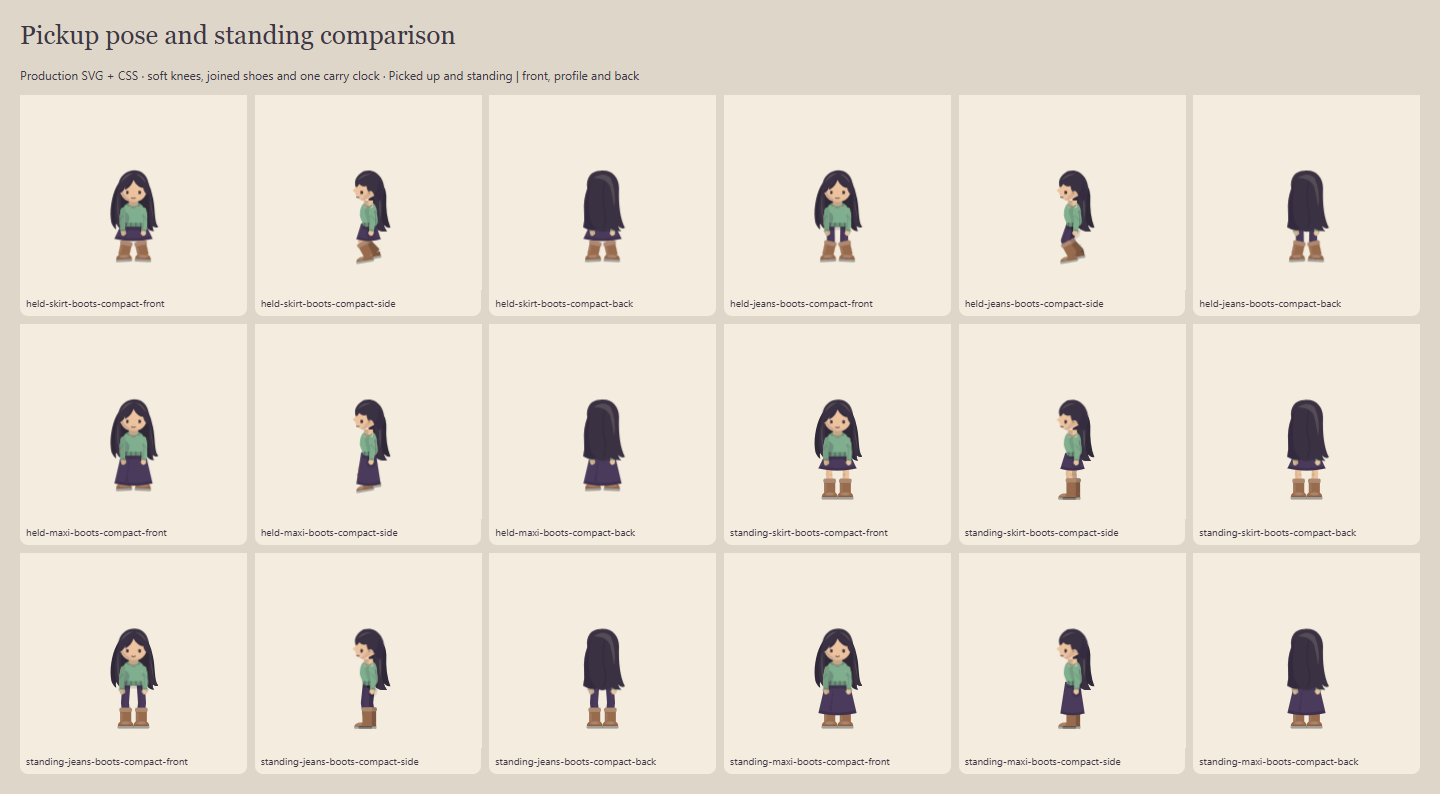 Pickup pose and standing comparison
Production SVG + CSS · soft knees, joined shoes and one carry clock · Picked up and standing | front, profile and back
held-skirt-boots-compact-front
held-skirt-boots-compact-side
held-skirt-boots-compact-back
held-jeans-boots-compact-front
held-jeans-boots-compact-side
held-jeans-boots-compact-back
held-maxi-boots-compact-front
held-maxi-boots-compact-side
held-maxi-boots-compact-back
standing-skirt-boots-compact-front
standing-skirt-boots-compact-side
standing-skirt-boots-compact-back
standing-jeans-boots-compact-front
standing-jeans-boots-compact-side
standing-jeans-boots-compact-back
standing-maxi-boots-compact-front
standing-maxi-boots-compact-side
standing-maxi-boots-compact-back